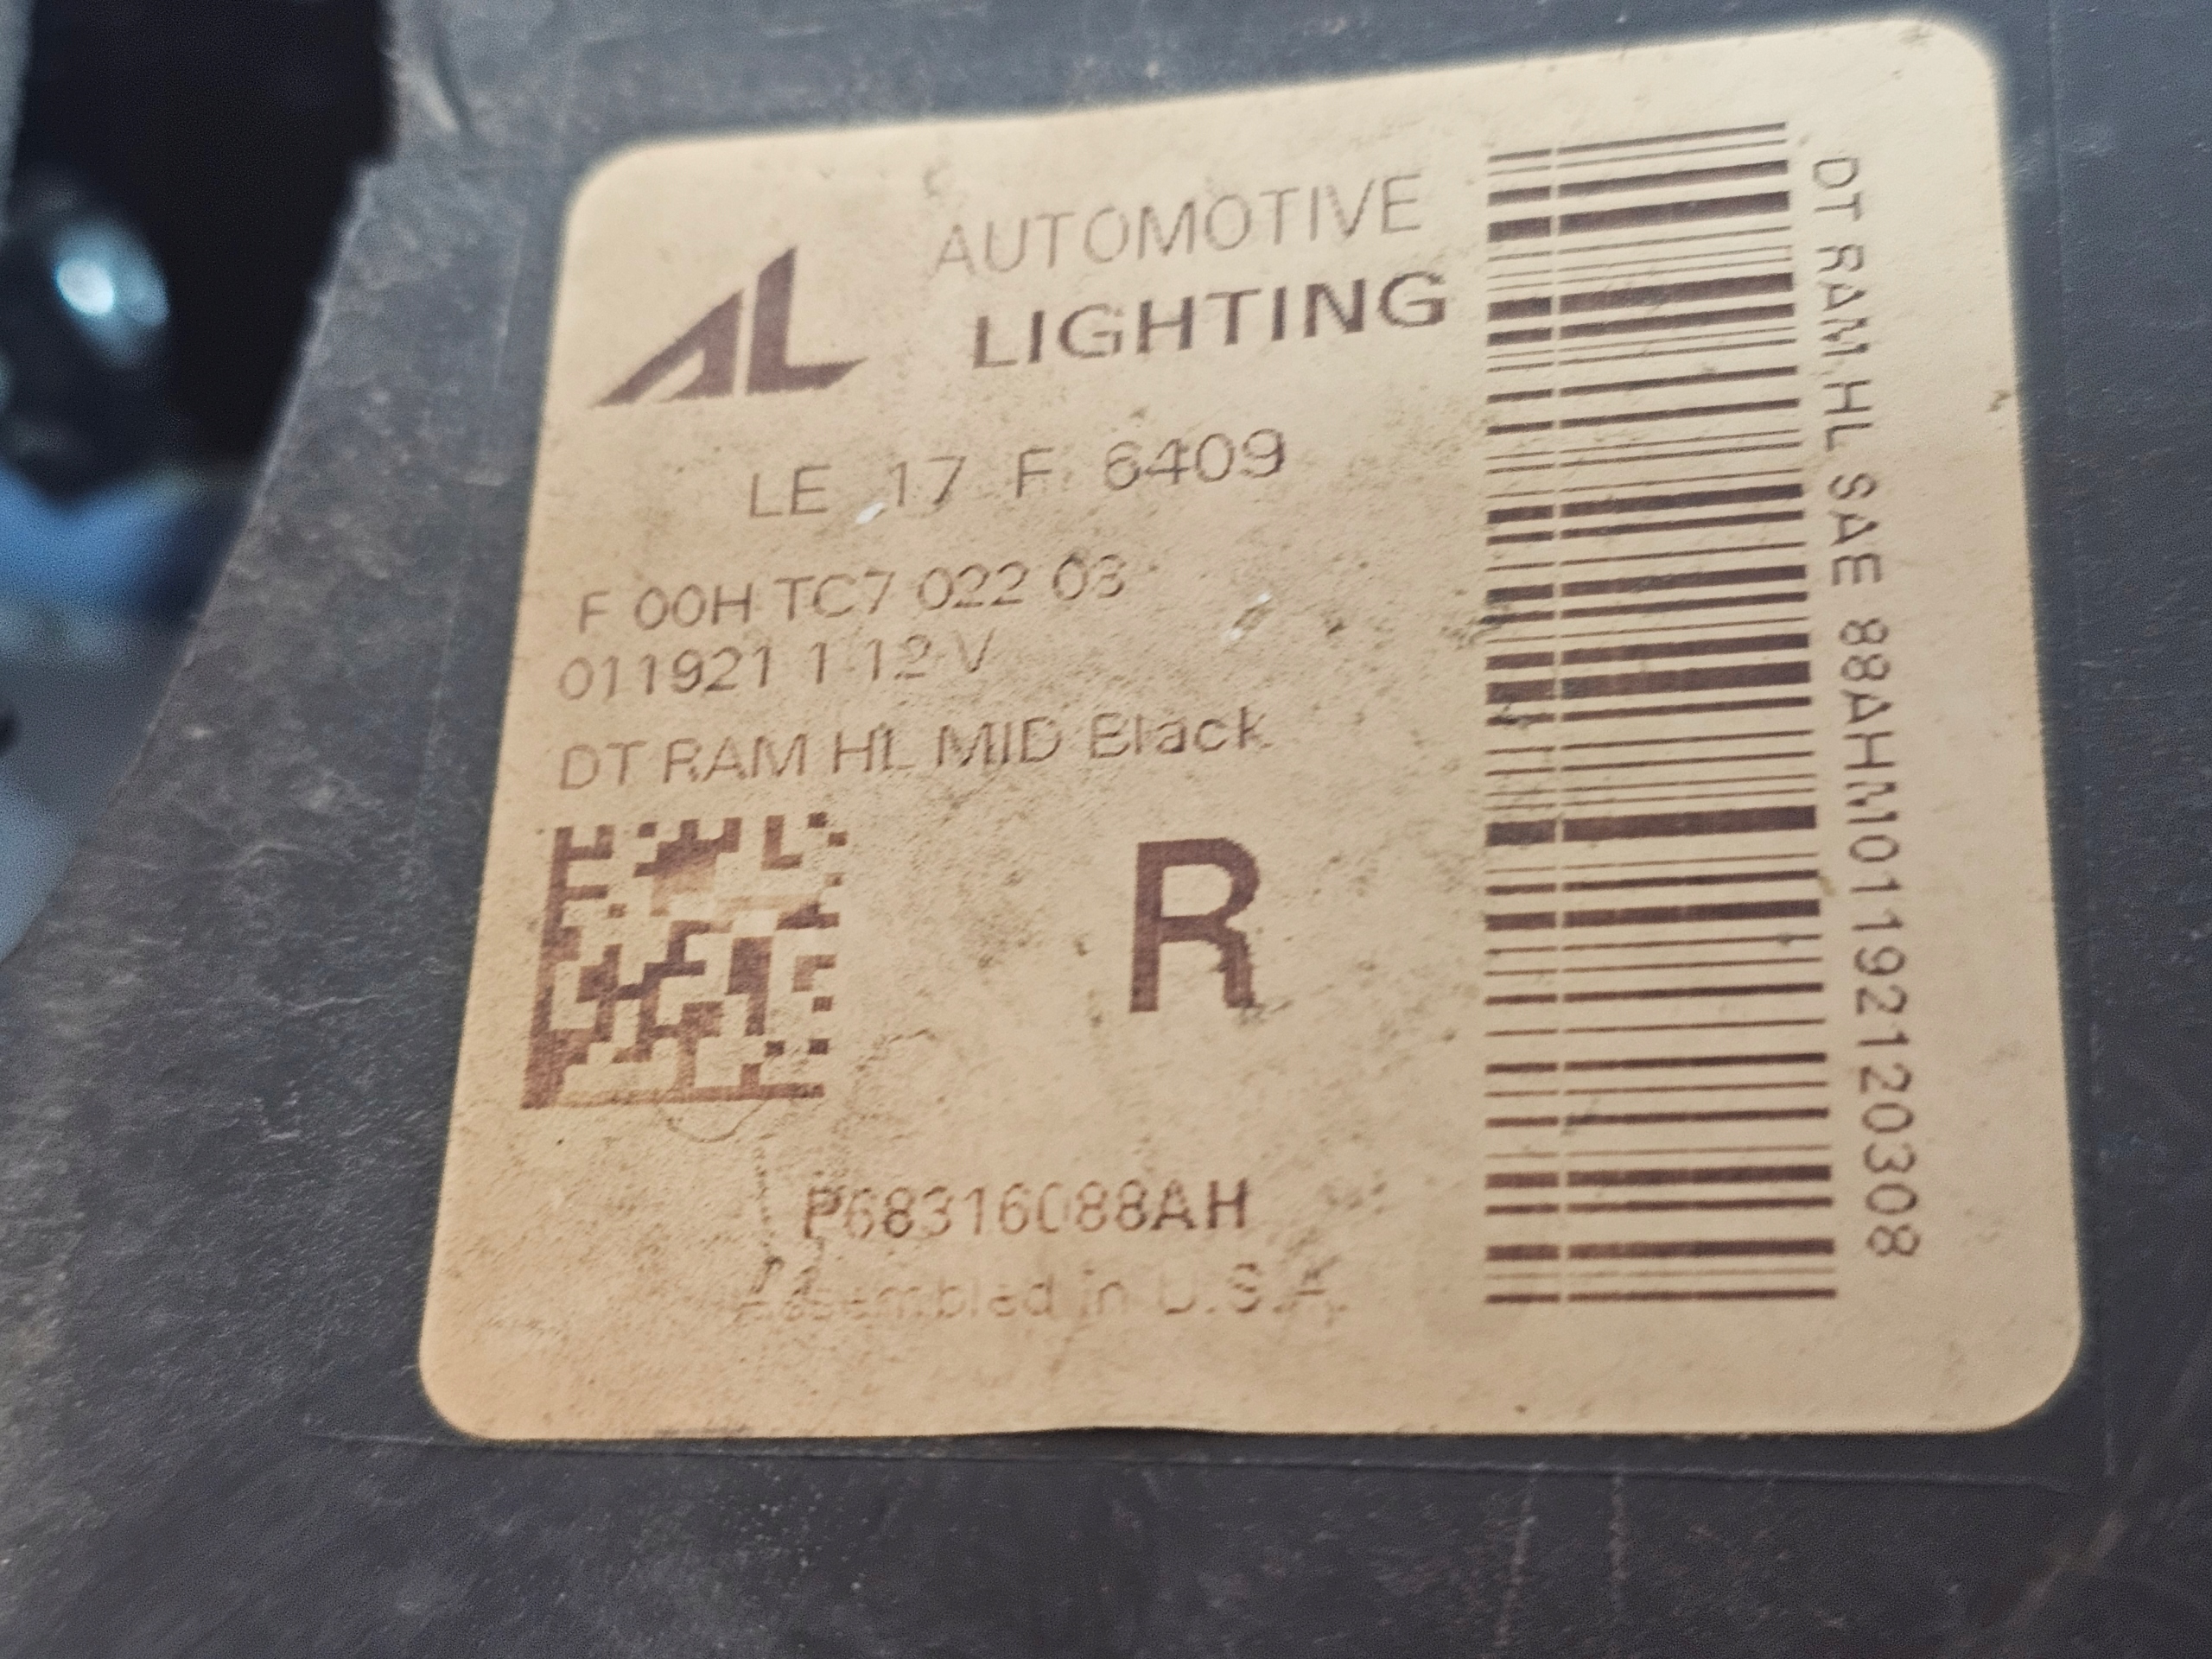 AL
AUTOMOTIVE
LIGHTING
LE 17 F 6409
F 00H TC7 022 03
011921 1 12 V
DT RAM HL MID Black
R
P68316088AH
Assembled in U.S.A.
DT RAM HL SAE 88AHM01192120308